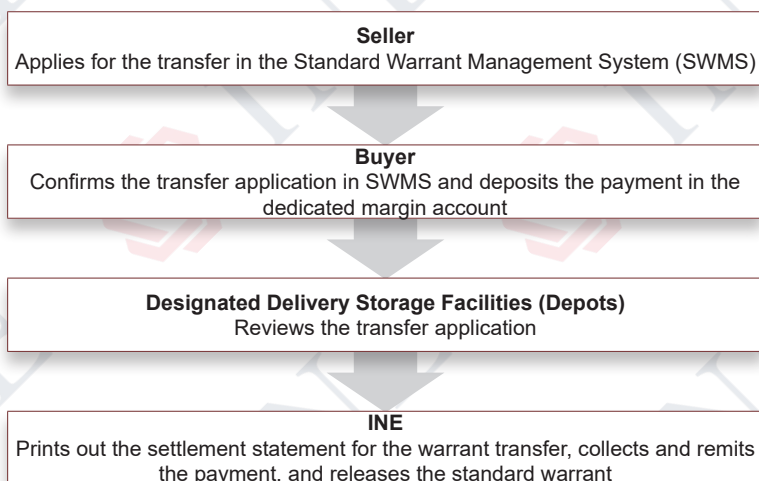 Seller
Applies for the transfer in the Standard Warrant Management System (SWMS)
Buyer
Confirms the transfer application in SWMS and deposits the payment in the
dedicated margin account
Designated Delivery Storage Facilities (Depots)
Reviews the transfer application
INE
Prints out the settlement statement for the warrant transfer, collects and remits
the payment, and releases the standard warrant